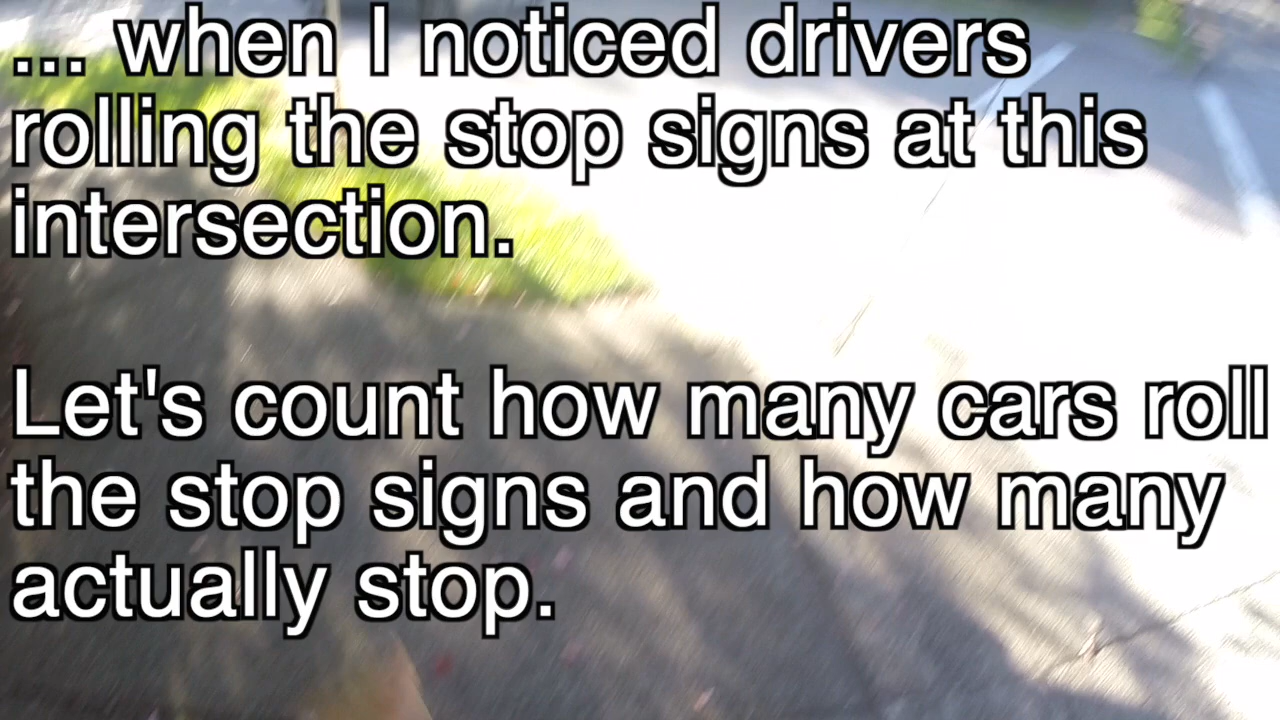 ... when I noticed drivers
rolling the stop signs at this
intersection.
Let's count how many cars roll
the stop signs and how many
actually stop.